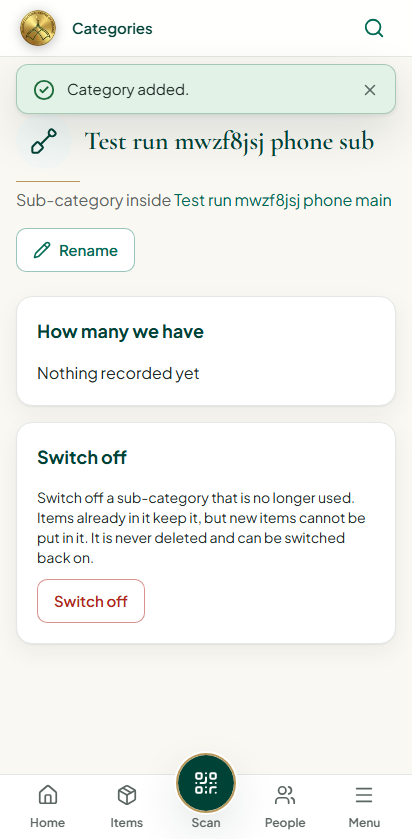 Categories
Category added.
Test run mwzf8jsj phone sub
Sub-category inside Test run mwzf8jsj phone main
Rename
How many we have
Nothing recorded yet
Switch off
Switch off a sub-category that is no longer used.
Items already in it keep it, but new items cannot be
put in it. It is never deleted and can be switched
back on.
Switch off
Home
Items
Scan
People
Menu